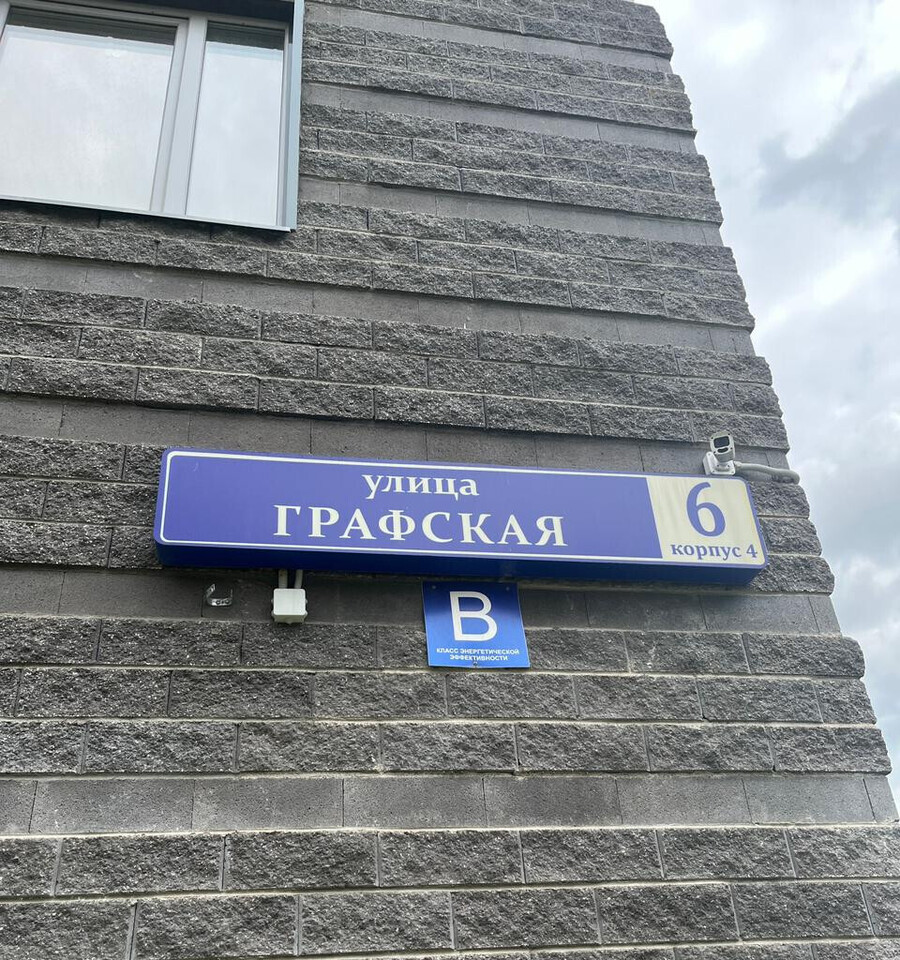 улица
ГРАФСКАЯ
6
корпус 4
В
КЛАСС ЭНЕРГЕТИЧЕСКОЙ
ЭФФЕКТИВНОСТИ